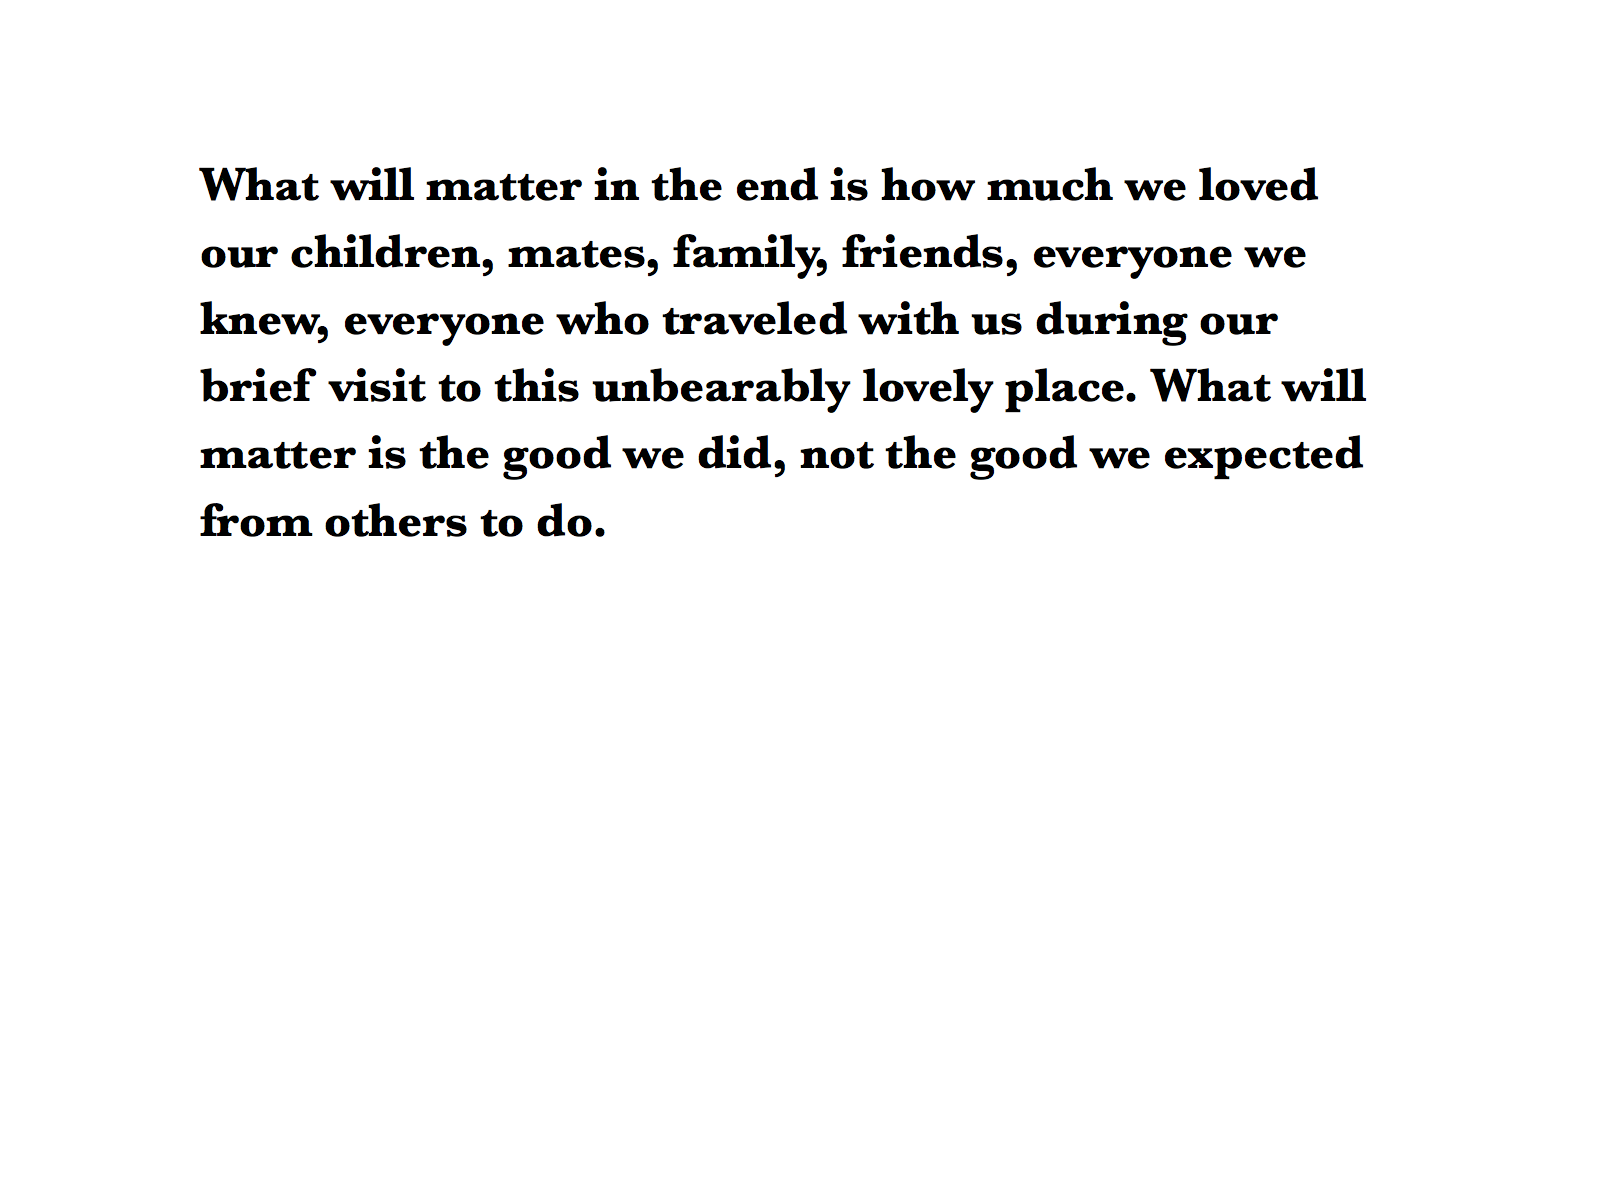 What will matter in the end is how much we loved
our children, mates, family, friends, everyone we
knew, everyone who traveled with us during our
brief visit to this unbearably lovely place. What will
matter is the good we did, not the good we expected
from others to do.